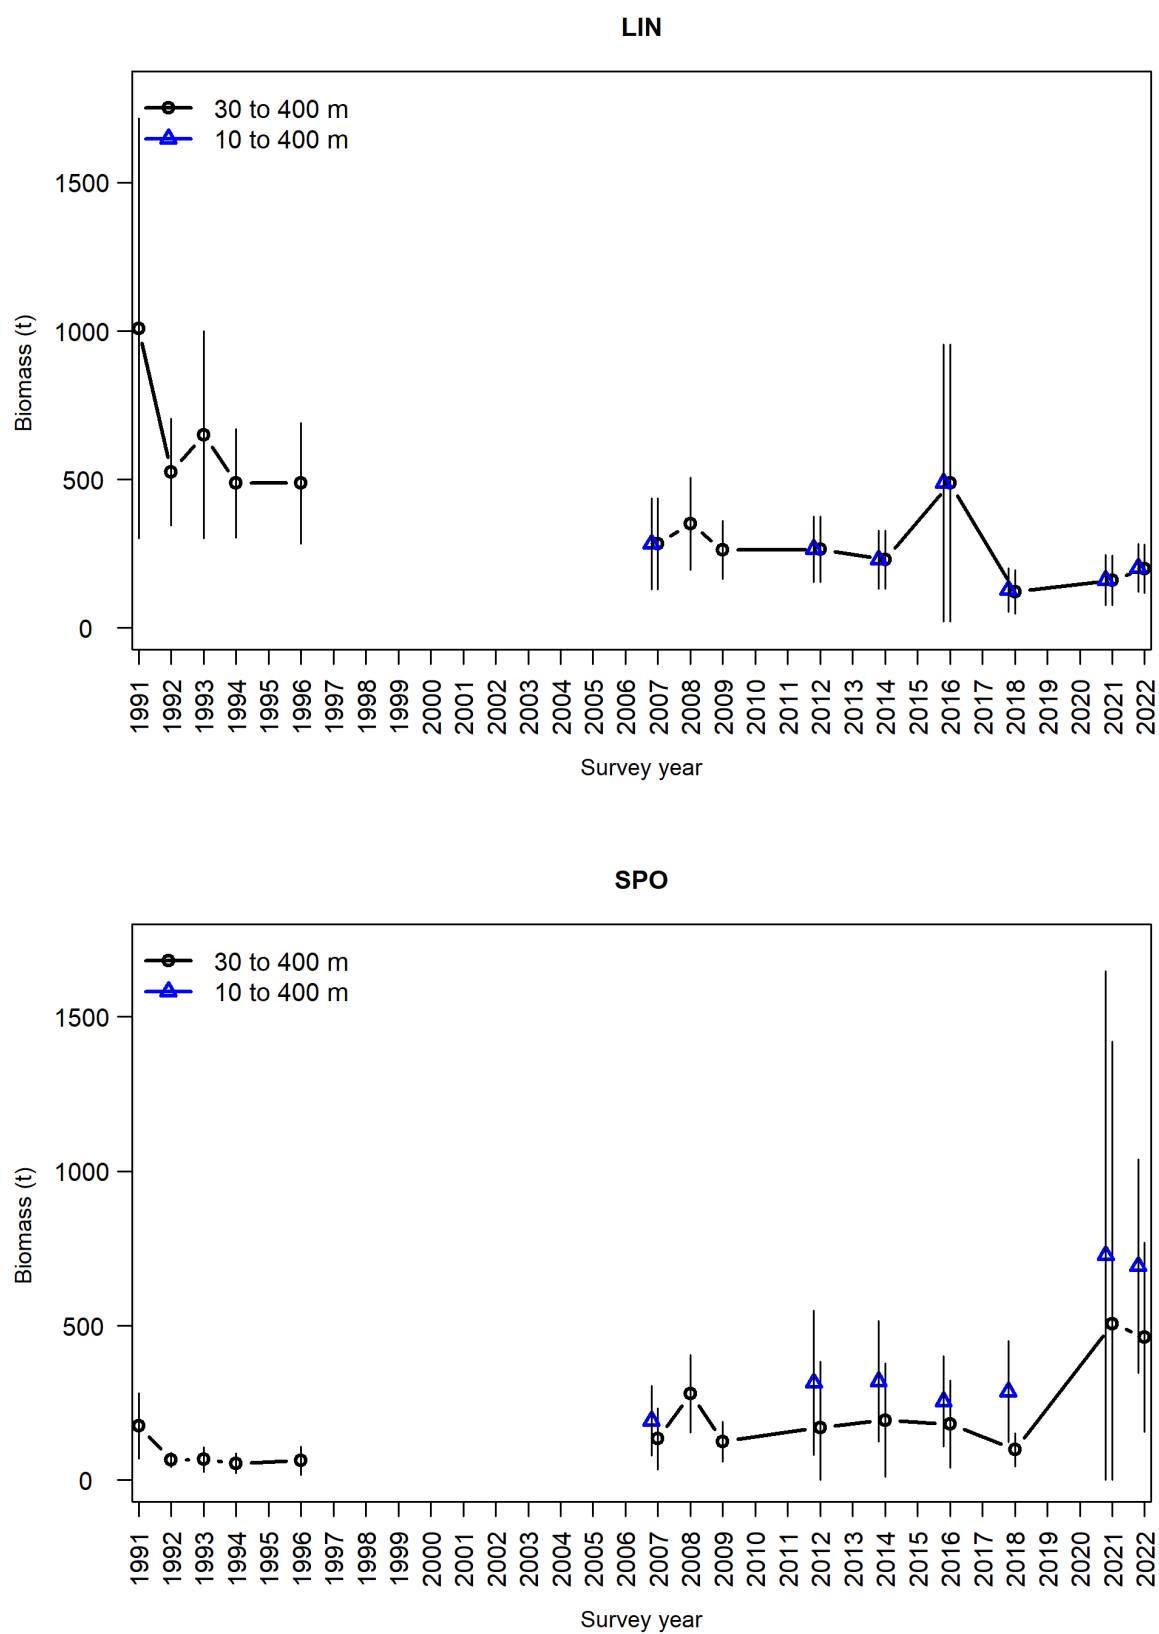 LIN
30 to 400 m
10 to 400 m
1500
1000
500
0
Biomass (t)
1991 1992 1993 1994 1995 1996 1997 1998 1999 2000 2001 2002 2003 2004 2005 2006 2007 2008 2009 2010 2011 2012 2013 2014 2015 2016 2017 2018 2019 2020 2021 2022
Survey year
SPO
30 to 400 m
10 to 400 m
1500
1000
500
0
Biomass (t)
1991 1992 1993 1994 1995 1996 1997 1998 1999 2000 2001 2002 2003 2004 2005 2006 2007 2008 2009 2010 2011 2012 2013 2014 2015 2016 2017 2018 2019 2020 2021 2022
Survey year